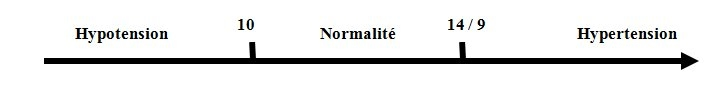 10 14 / 9
Hypotension Normalité Hypertension